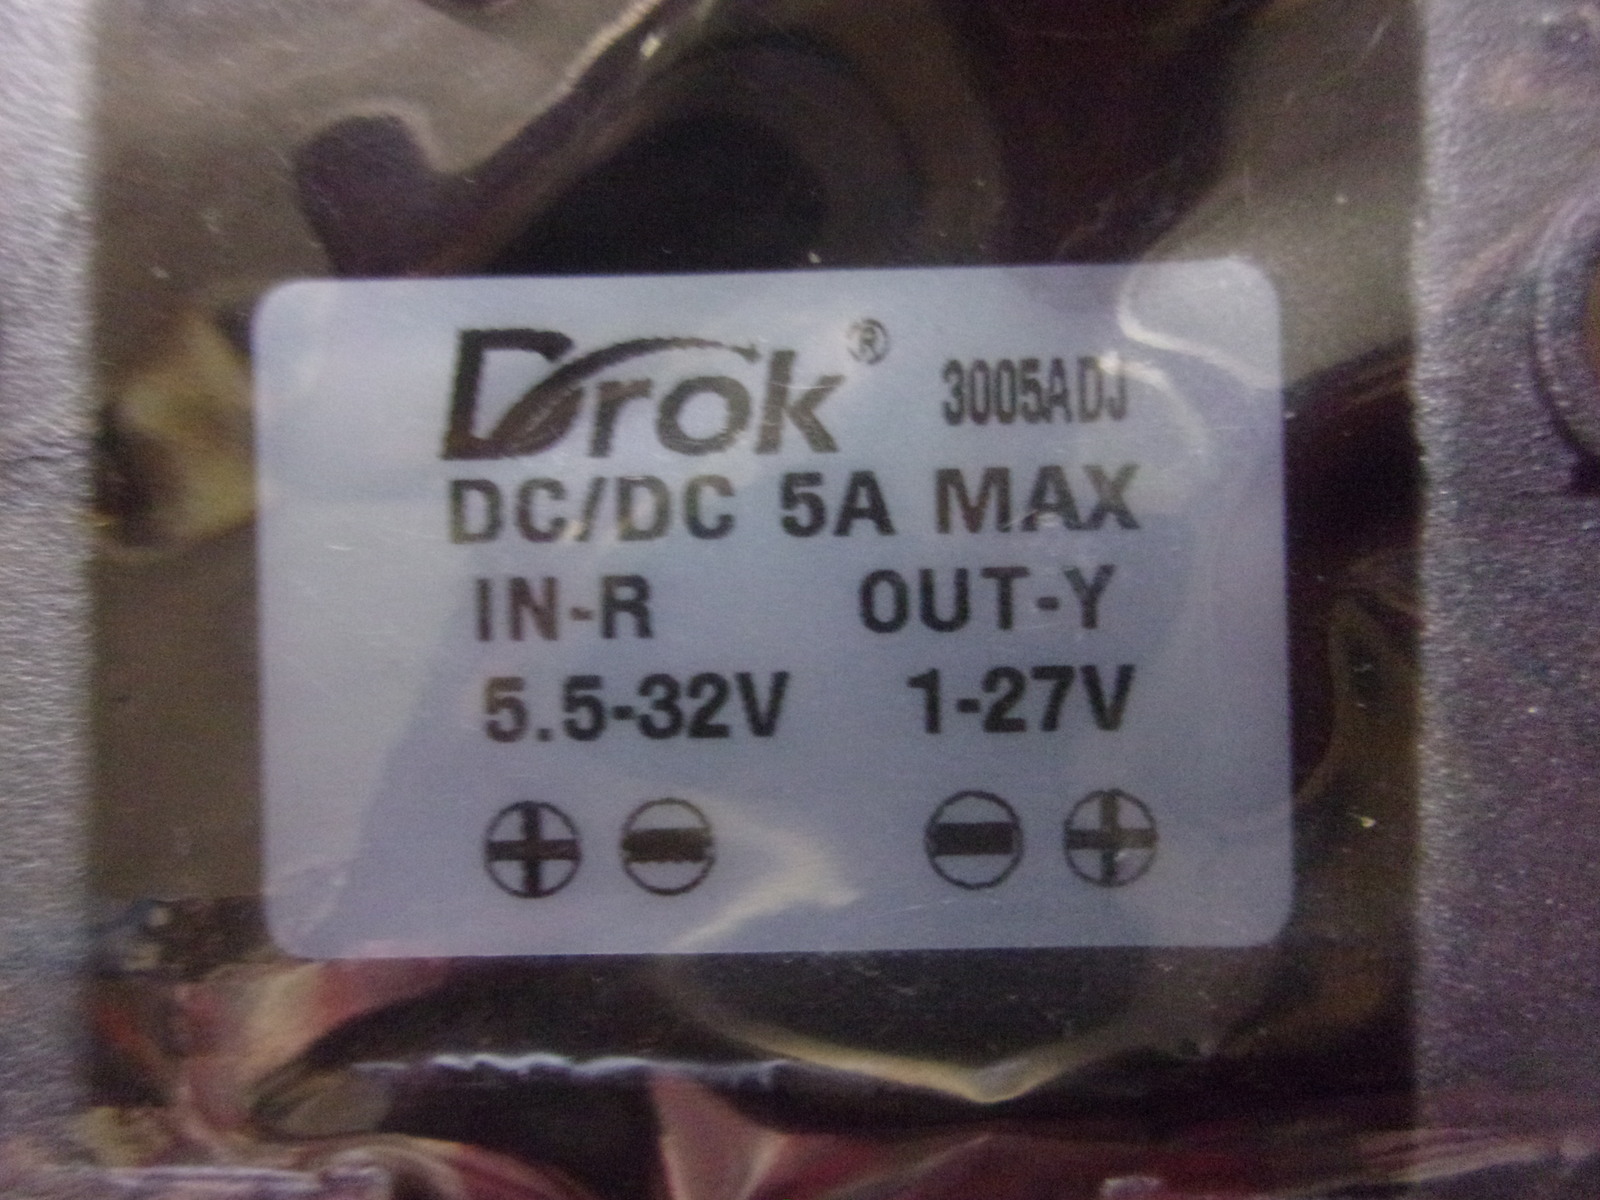 Drok® 3005ADJ
DC/DC 5A MAX
IN-R OUT-Y
5.5-32V 1-27V